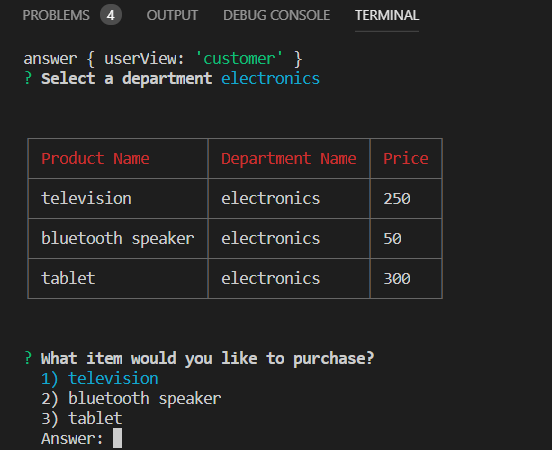 PROBLEMS 4 OUTPUT DEBUG CONSOLE TERMINAL
answer { userView: 'customer' }
? Select a department electronics
Product Name Department Name Price
television electronics 250
bluetooth speaker electronics 50
tablet electronics 300
? What item would you like to purchase?
1) television
2) bluetooth speaker
3) tablet
Answer: